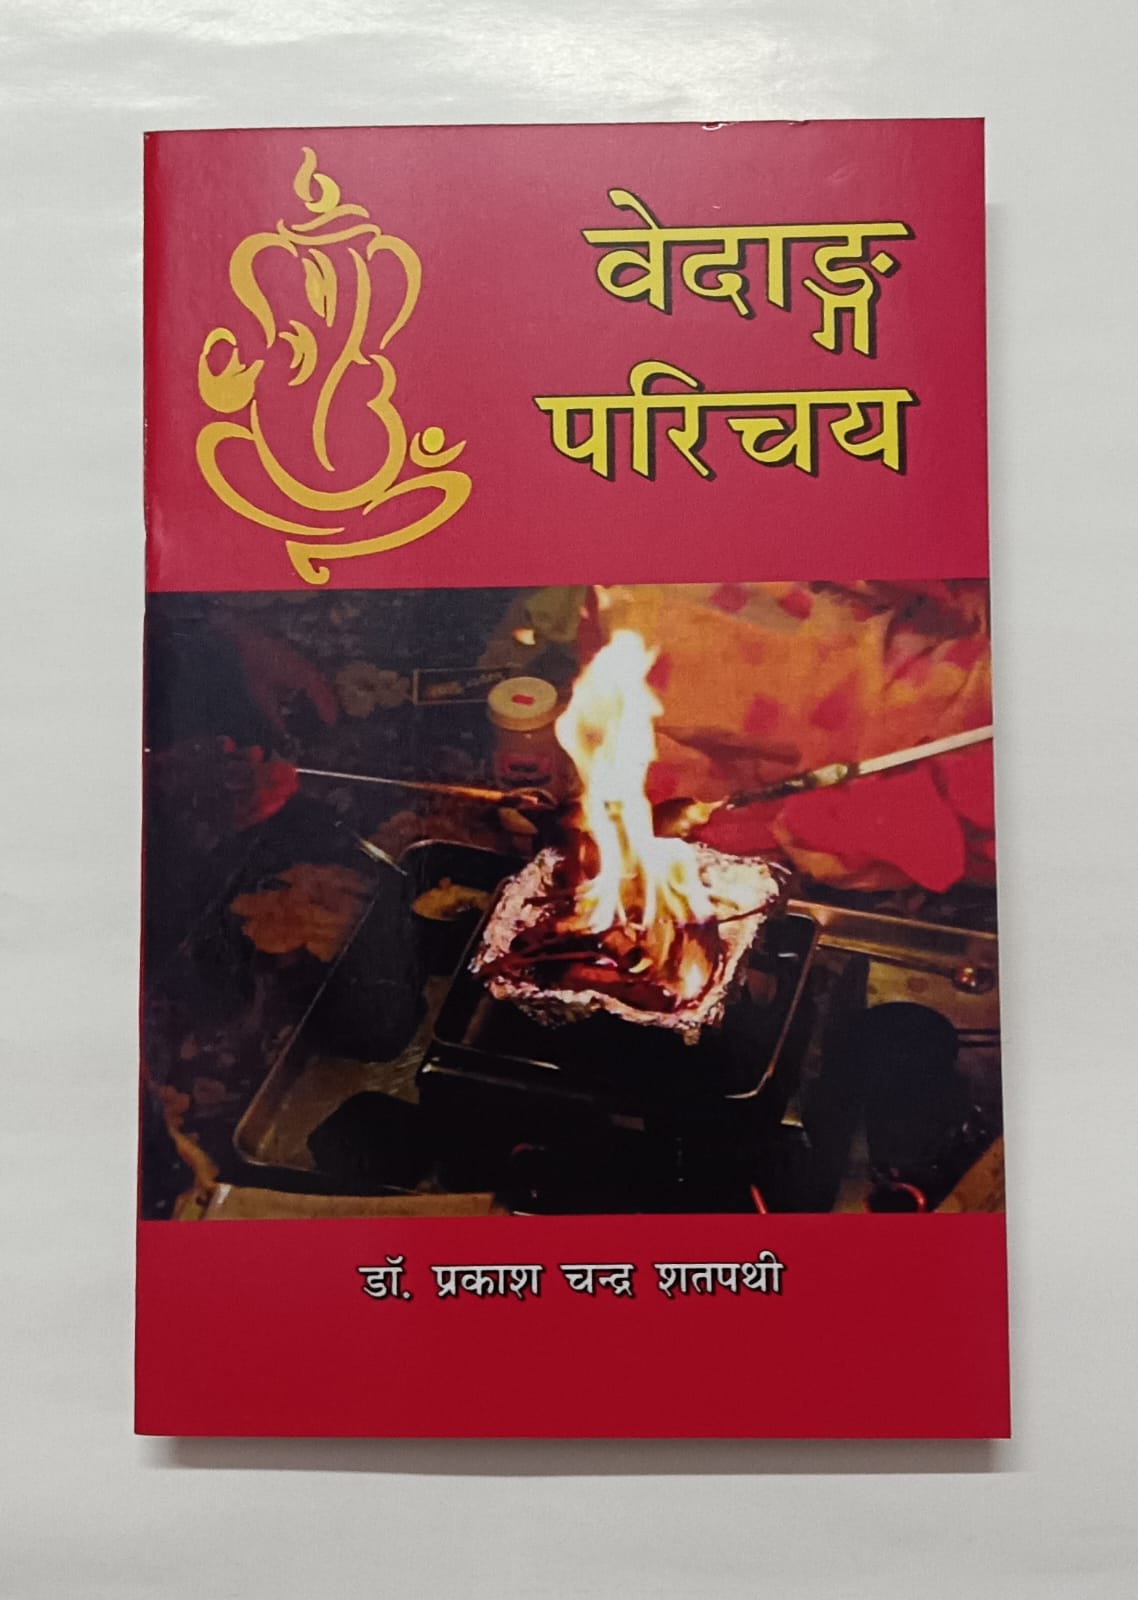 वेदाङ्ग
परिचय
डॉ. प्रकाश चन्द्र शतपथी